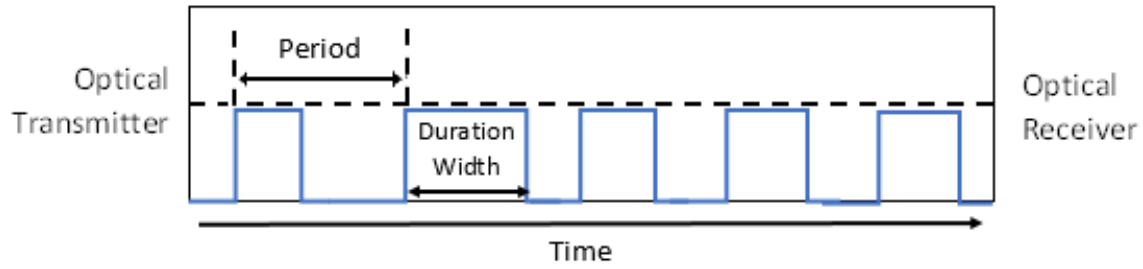 Period
Optical
Transmitter
Duration
Width
Optical
Receiver
Time